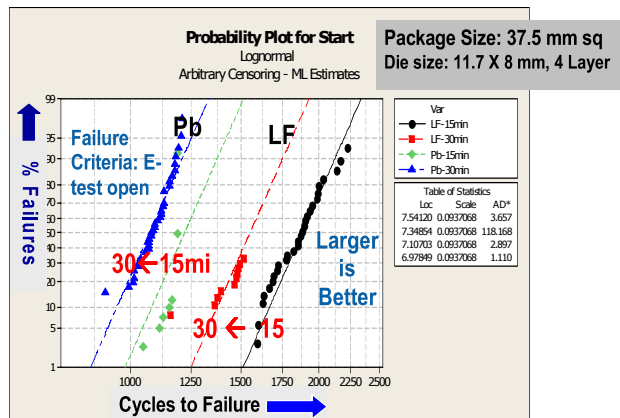 Probability Plot for Start
Lognormal
Arbitrary Censoring - ML Estimates
Package Size: 37.5 mm sq
Die size: 11.7 X 8 mm, 4 Layer
% Failures
99
95
90
80
70
60
50
40
30
20
10
5
1
Failure
Criteria: E-
test open
Pb
LF
30 15mi
30 15
Larger
is
Better
1000 1250 1500 1750 2000 2250 2500
Cycles to Failure
Var
LF-15min
LF-30min
Pb-15min
Pb-30min
Table of Statistics
Loc Scale AD*
7.54120 0.0937068 3.657
7.34854 0.0937068 118.168
7.10703 0.0937068 2.897
6.97849 0.0937068 1.110